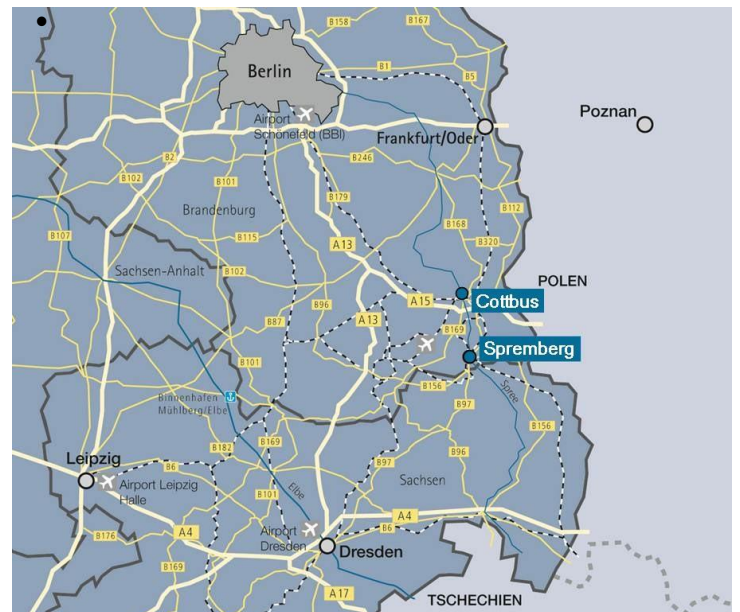 B158
B167
Berlin
B1
B5
Airport
Schönefeld (BBI)
Frankfurt/Oder
Poznan
B2
B246
B102
B101
B179
Brandenburg
B112
B168
B107
B115
A13
B320
Sachsen-Anhalt
B102
POLEN
A15
Cottbus
B96
B87
A13
B169
Spremberg
B101
B156
Binnenhafen
Mühlberg/Elbe
B97
Spree
B156
B169
B182
B96
Leipzig
B6
B97
Airport Leipzig
Halle
B101
Elbe
Sachsen
A4
Airport
Dresden
A4
B6
B176
Dresden
B169
A17
TSCHECHIEN